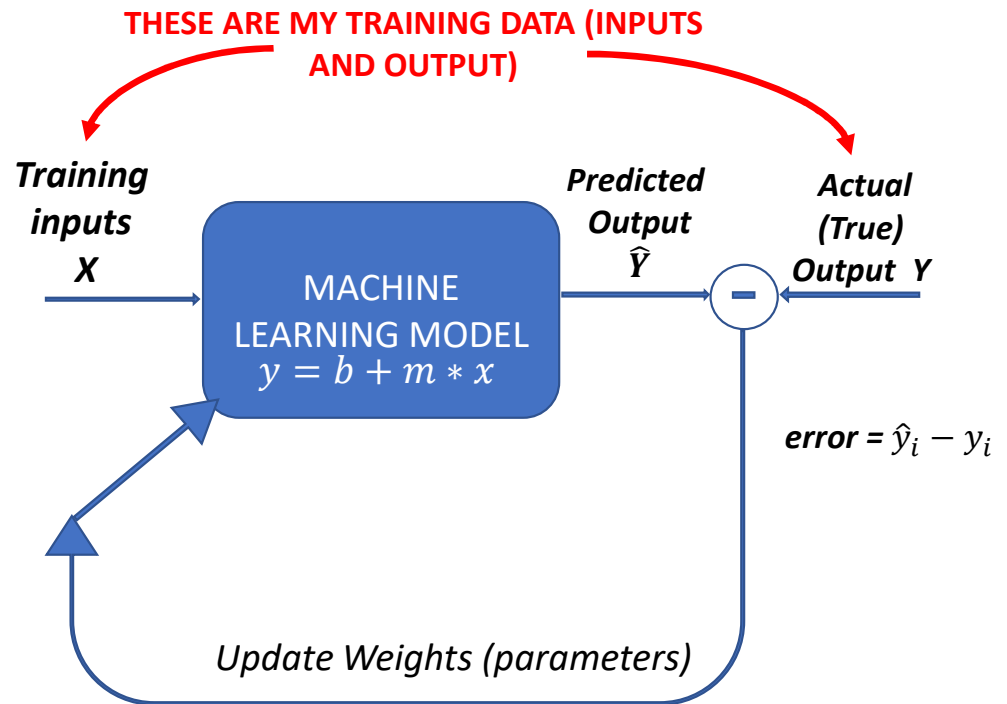 THESE ARE MY TRAINING DATA (INPUTS
AND OUTPUT)
Training
inputs
X
Predicted
Output
Ŷ
Actual
(True)
Output Y
MACHINE
LEARNING MODEL
y = b + m * x
-
error = ŷᵢ − yᵢ
Update Weights (parameters)